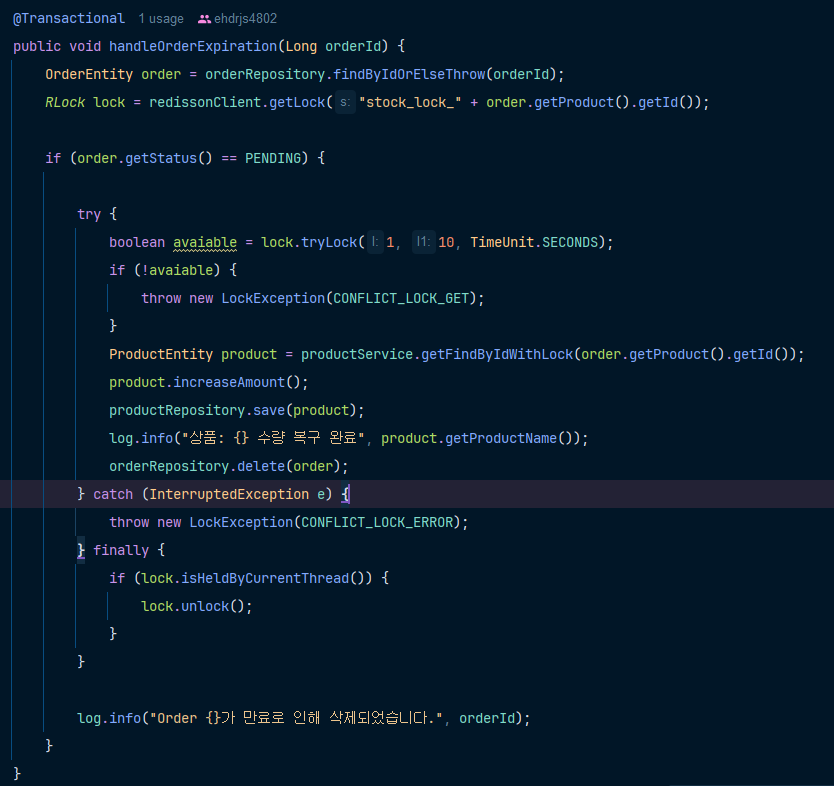 @Transactional 1 usage ehdrjs4802
public void handleOrderExpiration(Long orderId) {
OrderEntity order = orderRepository.findByIdOrElseThrow(orderId);
RLock lock = redissonClient.getLock( s: "stock_lock_" + order.getProduct().getId());
if (order.getStatus() == PENDING) {
try {
boolean avaiable = lock.tryLock( l: 1, l1: 10, TimeUnit.SECONDS);
if (!avaiable) {
throw new LockException(CONFLICT_LOCK_GET);
}
ProductEntity product = productService.getFindByIdWithLock(order.getProduct().getId());
product.increaseAmount();
productRepository.save(product);
log.info("상품: {} 수량 복구 완료", product.getProductName());
orderRepository.delete(order);
} catch (InterruptedException e) {
throw new LockException(CONFLICT_LOCK_ERROR);
} finally {
if (lock.isHeldByCurrentThread()) {
lock.unlock();
}
}
log.info("Order {}가 만료로 인해 삭제되었습니다.", orderId);
}
}